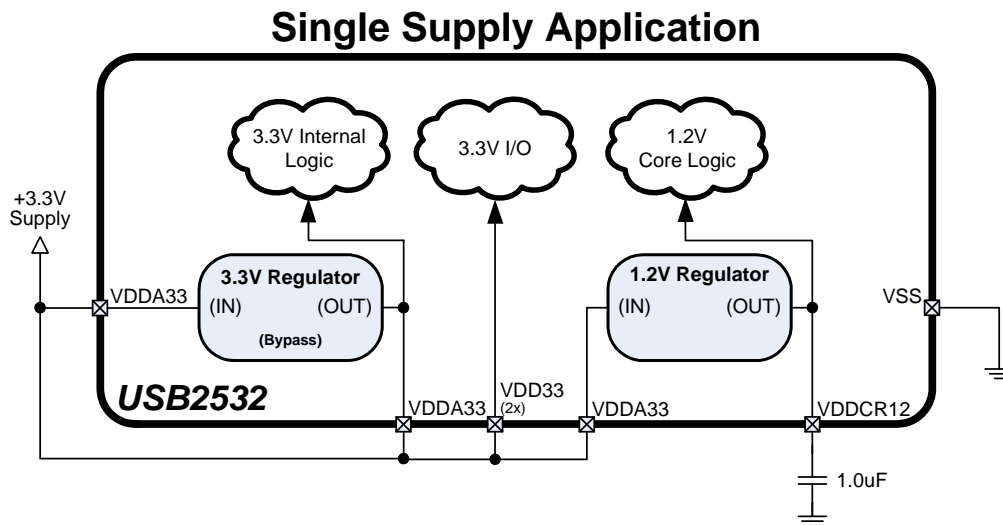 Single Supply Application
3.3V Internal
Logic
3.3V I/O
1.2V
Core Logic
+3.3V
Supply
VDDA33
3.3V Regulator
(IN)
(OUT)
(Bypass)
1.2V Regulator
(IN)
(OUT)
VSS
USB2532
VDDA33
VDD33
(2x)
VDDA33
VDDCR12
1.0uF